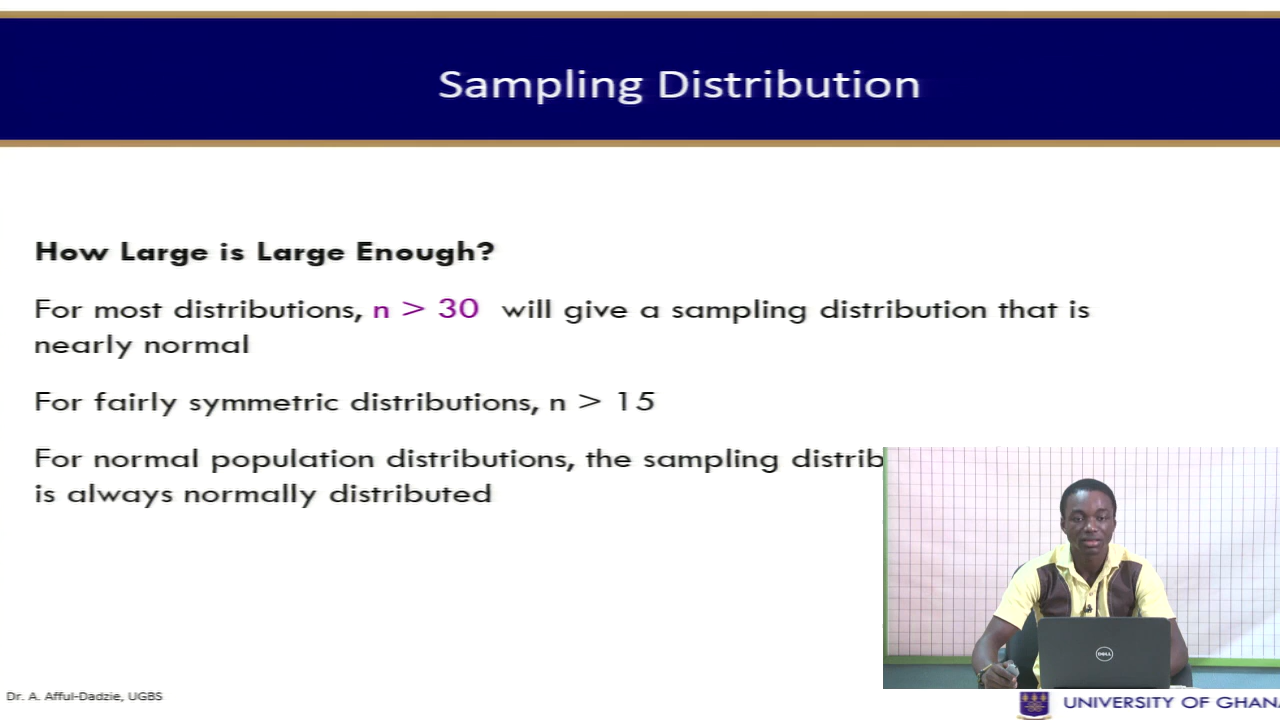 Sampling Distribution
How Large is Large Enough?
For most distributions, n > 30 will give a sampling distribution that is
nearly normal
For fairly symmetric distributions, n > 15
For normal population distributions, the sampling distrib
is always normally distributed
DELL
Dr. A. Afful-Dadzie, UGBS
UNIVERSITY OF GHAN